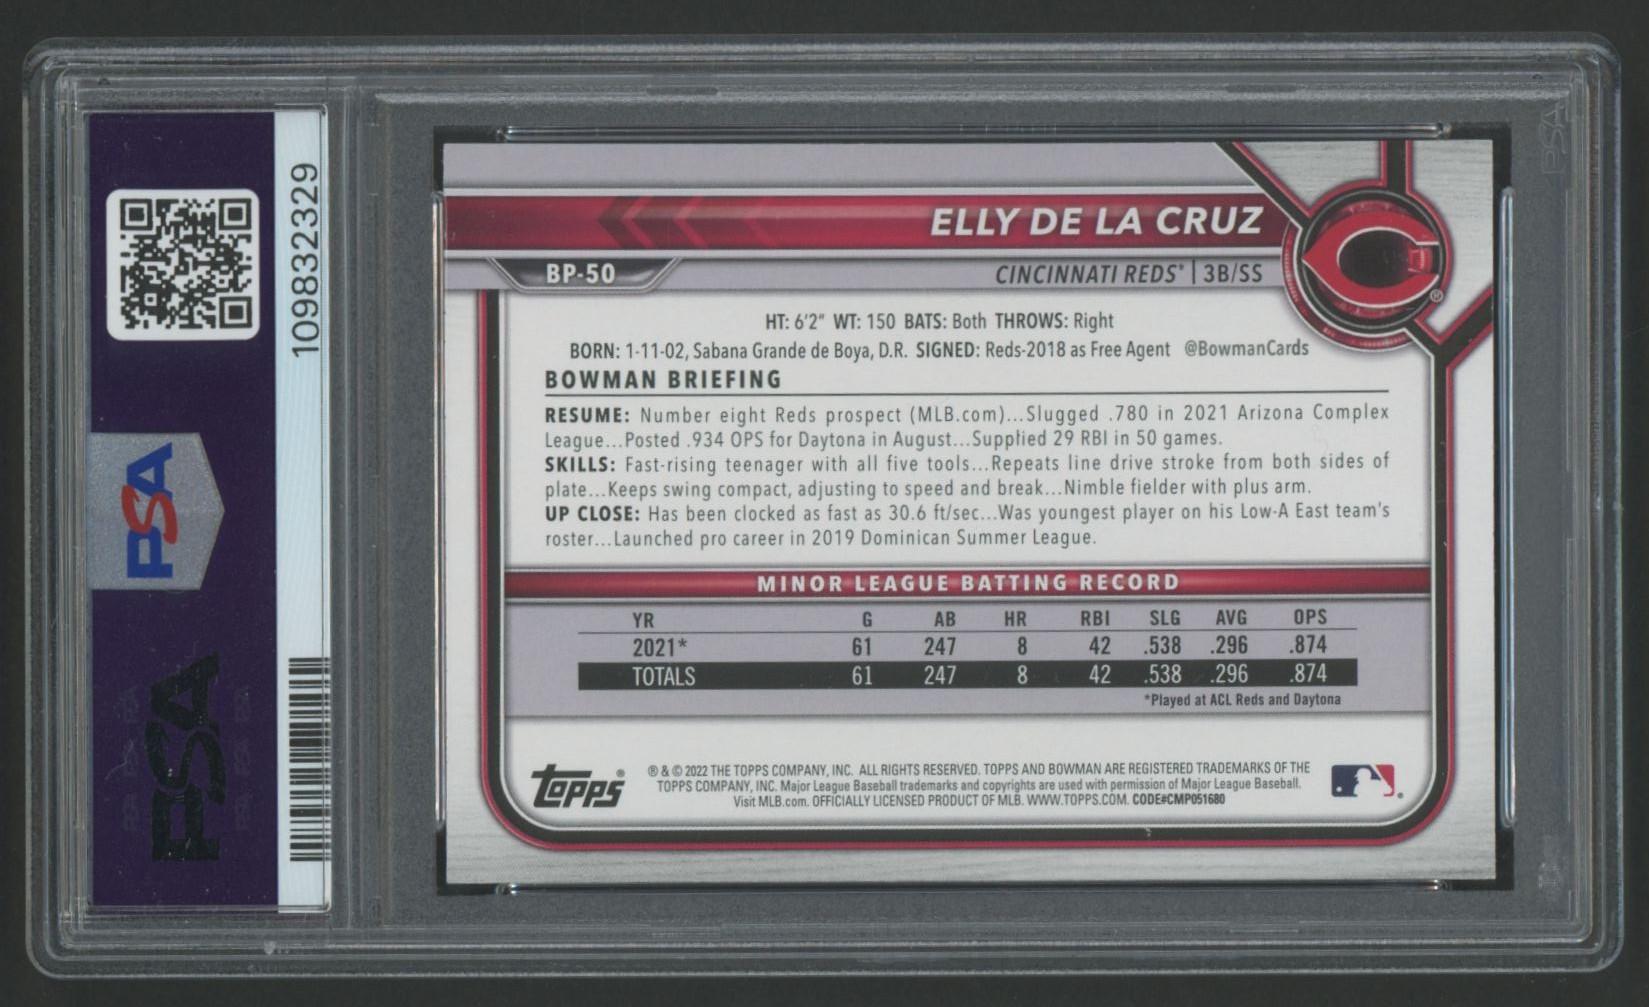 109832329
PSA
PSA
ELLY DE LA CRUZ
BP-50
CINCINNATI REDS® | 3B/SS
HT: 6'2" WT: 150 BATS: Both THROWS: Right
BORN: 1-11-02, Sabana Grande de Boya, D.R. SIGNED: Reds-2018 as Free Agent @BowmanCards
BOWMAN BRIEFING
RESUME: Number eight Reds prospect (MLB.com)...Slugged .780 in 2021 Arizona Complex
League...Posted .934 OPS for Daytona in August...Supplied 29 RBI in 50 games.
SKILLS: Fast-rising teenager with all five tools...Repeats line drive stroke from both sides of
plate...Keeps swing compact, adjusting to speed and break...Nimble fielder with plus arm.
UP CLOSE: Has been clocked as fast as 30.6 ft/sec...Was youngest player on his Low-A East team's
roster...Launched pro career in 2019 Dominican Summer League.
MINOR LEAGUE BATTING RECORD
YR G AB HR RBI SLG AVG OPS
2021* 61 247 8 42 .538 .296 .874
TOTALS 61 247 8 42 .538 .296 .874
*Played at ACL Reds and Daytona
topps®
® & © 2022 THE TOPPS COMPANY, INC. ALL RIGHTS RESERVED. TOPPS AND BOWMAN ARE REGISTERED TRADEMARKS OF THE
TOPPS COMPANY, INC. Major League Baseball trademarks and copyrights are used with permission of Major League Baseball.
Visit MLB.com. OFFICIALLY LICENSED PRODUCT OF MLB. WWW.TOPPS.COM. CODE#CMP051680
PSA